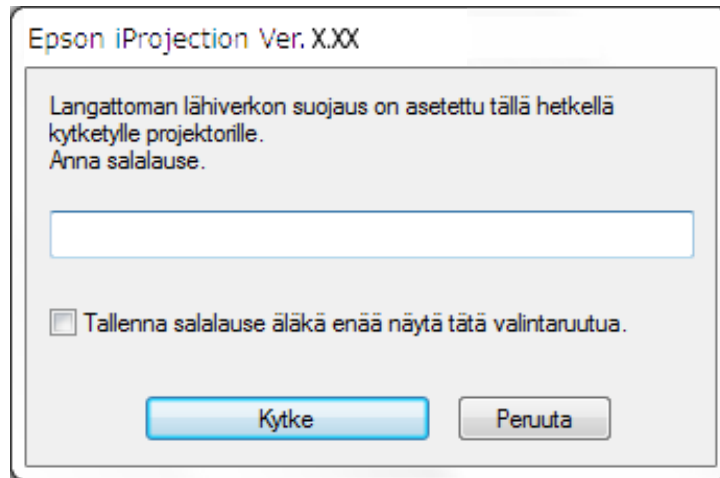 Epson iProjection Ver. X.XX
Langattoman lähiverkon suojaus on asetettu tällä hetkellä
kytketylle projektorille.
Anna salalause.
Tallenna salalause äläkä enää näytä tätä valintaruutua.
Kytke
Peruuta